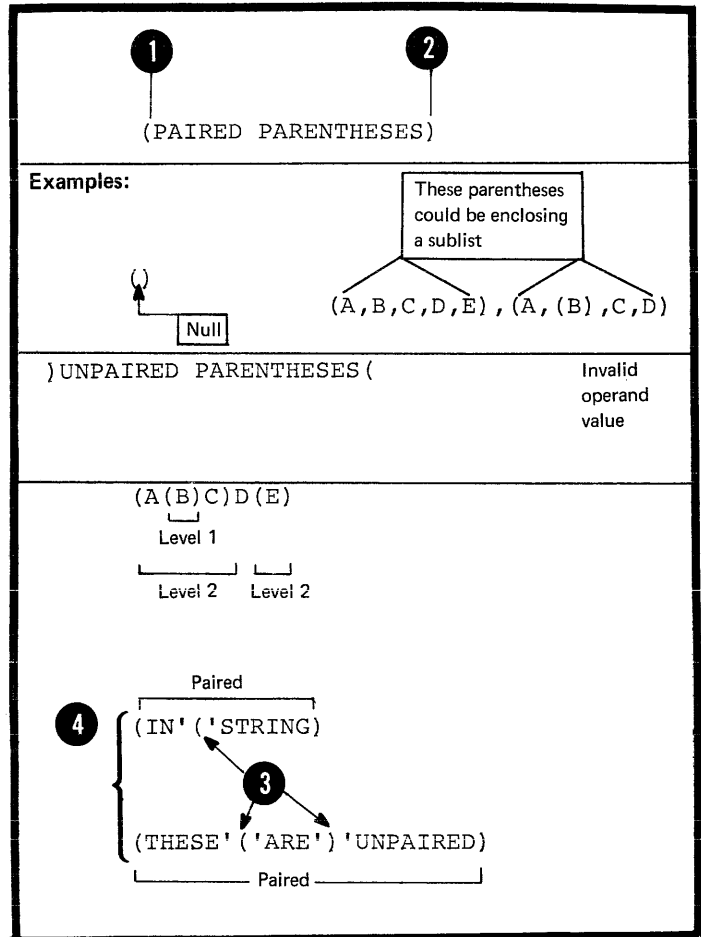 1 2
(PAIRED PARENTHESES)
Examples:
These parentheses
could be enclosing
a sublist
()
Null
(A,B,C,D,E),(A,(B),C,D)
)UNPAIRED PARENTHESES(
Invalid
operand
value
(A(B)C)D(E)
Level 1
Level 2 Level 2
Paired
4 (IN'('STRING)
3
(THESE'('ARE')'UNPAIRED)
Paired